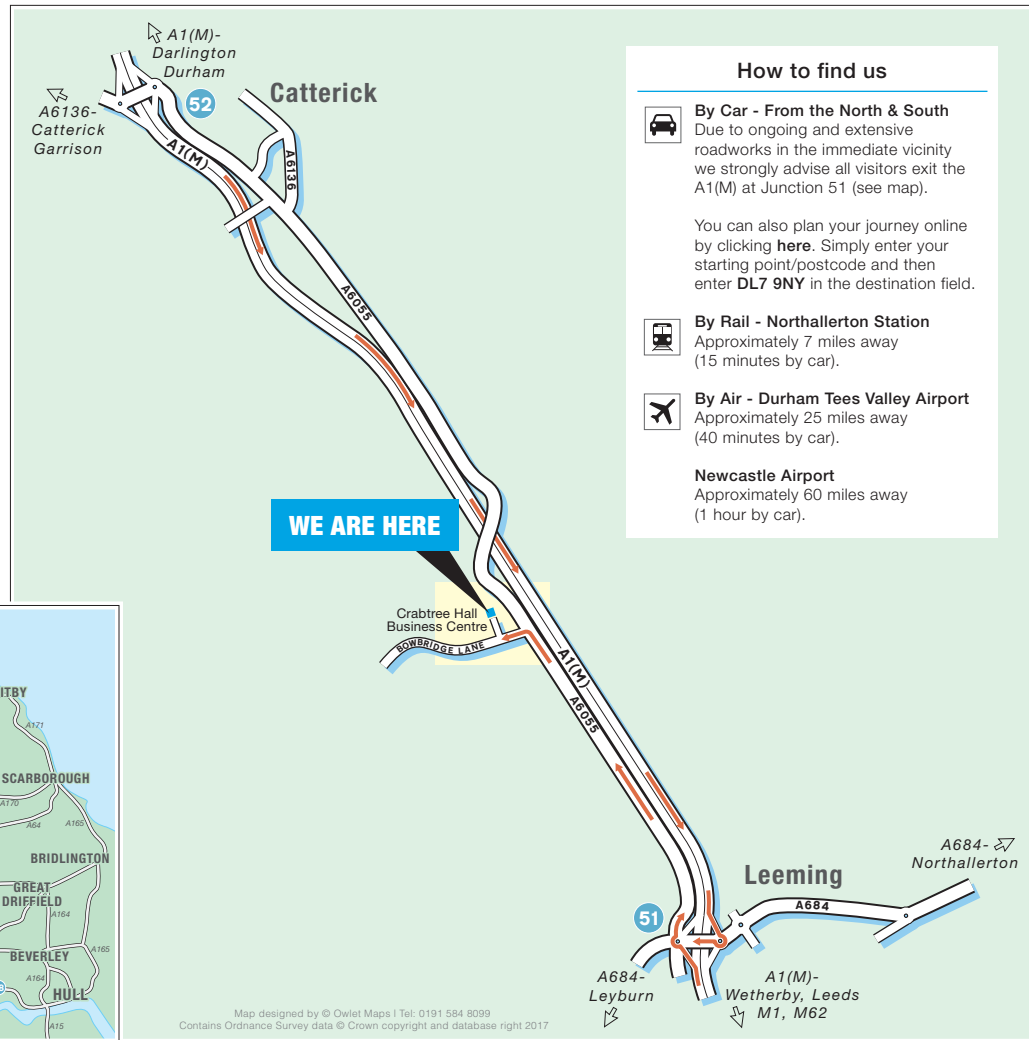 A1(M)-
Darlington
Durham
52
A6136-
Catterick
Garrison
Catterick
A1(M)
A6136
A6055
How to find us
By Car - From the North & South
Due to ongoing and extensive
roadworks in the immediate vicinity
we strongly advise all visitors exit the
A1(M) at Junction 51 (see map).
You can also plan your journey online
by clicking here. Simply enter your
starting point/postcode and then
enter DL7 9NY in the destination field.
By Rail - Northallerton Station
Approximately 7 miles away
(15 minutes by car).
By Air - Durham Tees Valley Airport
Approximately 25 miles away
(40 minutes by car).
Newcastle Airport
Approximately 60 miles away
(1 hour by car).
WE ARE HERE
Crabtree Hall
Business Centre
BOWBRIDGE LANE
A1(M)
A6055
Leeming
A684-
Northallerton
A684
51
A684-
Leyburn
A1(M)-
Wetherby, Leeds
M1, M62
ITBY
A171
SCARBOROUGH
A170
A64
A165
BRIDLINGTON
GREAT
DRIFFIELD
A164
A165
BEVERLEY
A164
HULL
A15
Map designed by © Owlet Maps | Tel: 0191 584 8099
Contains Ordnance Survey data © Crown copyright and database right 2017